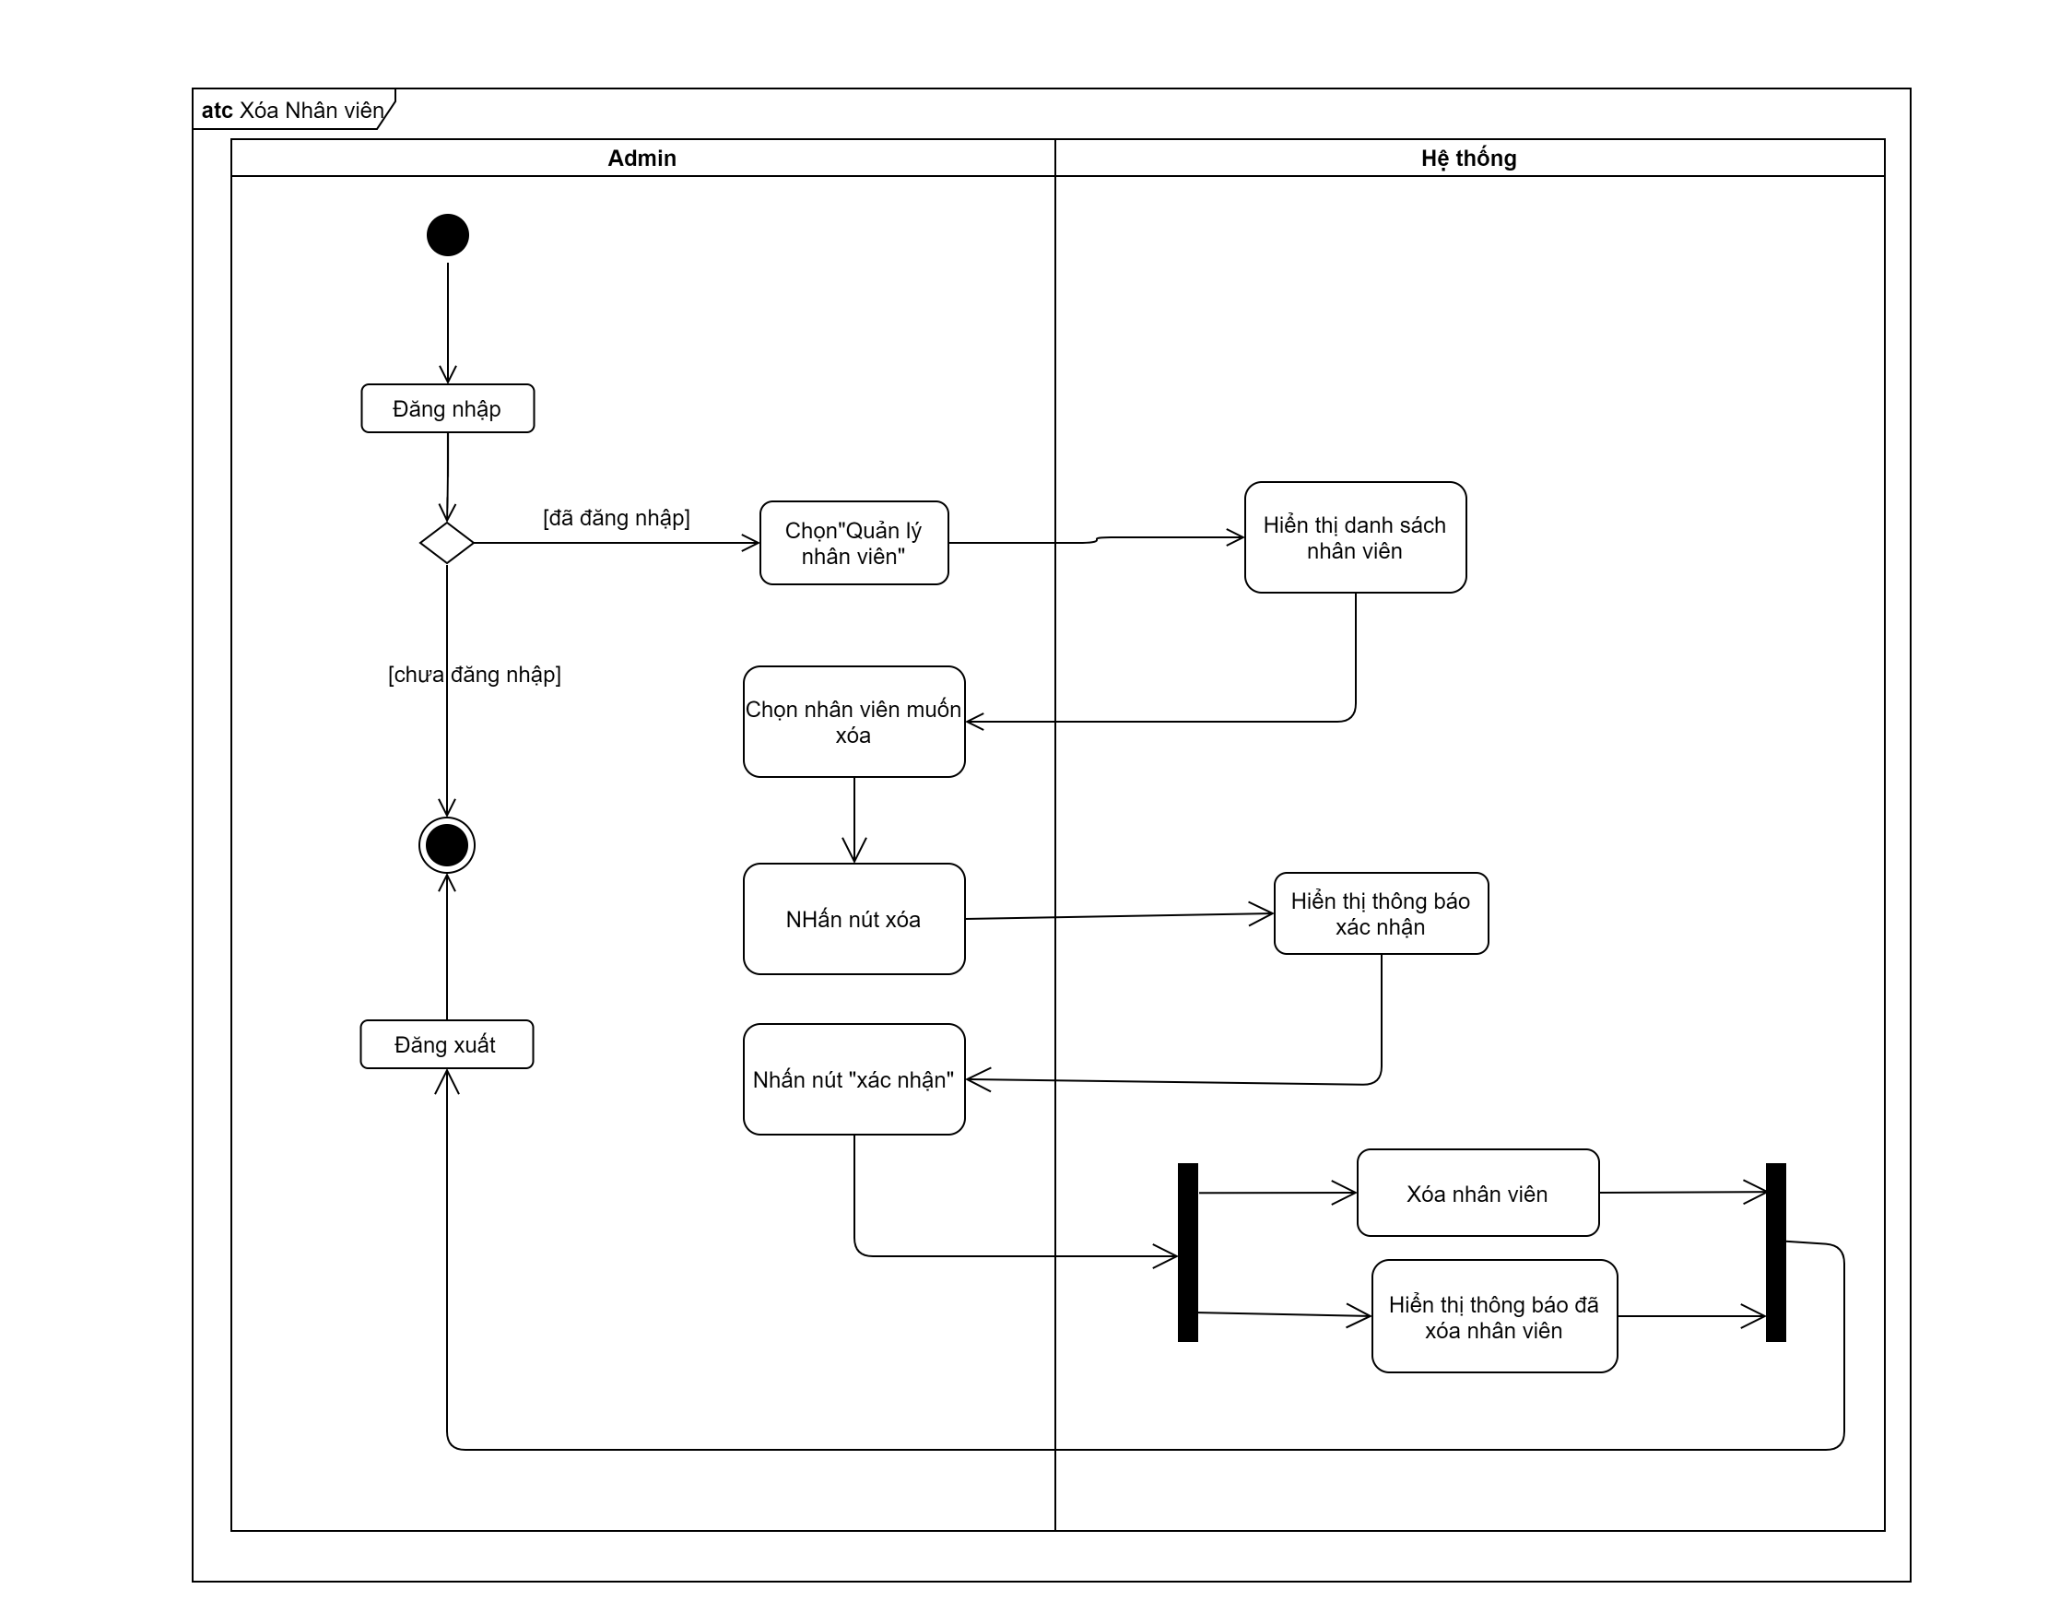 atc Xóa Nhân viên
Admin
Hệ thống
Đăng nhập
[đã đăng nhập]
Chọn"Quản lý
nhân viên"
Hiển thị danh sách
nhân viên
[chưa đăng nhập]
Chọn nhân viên muốn
xóa
NHấn nút xóa
Hiển thị thông báo
xác nhận
Đăng xuất
Nhấn nút "xác nhận"
Xóa nhân viên
Hiển thị thông báo đã
xóa nhân viên